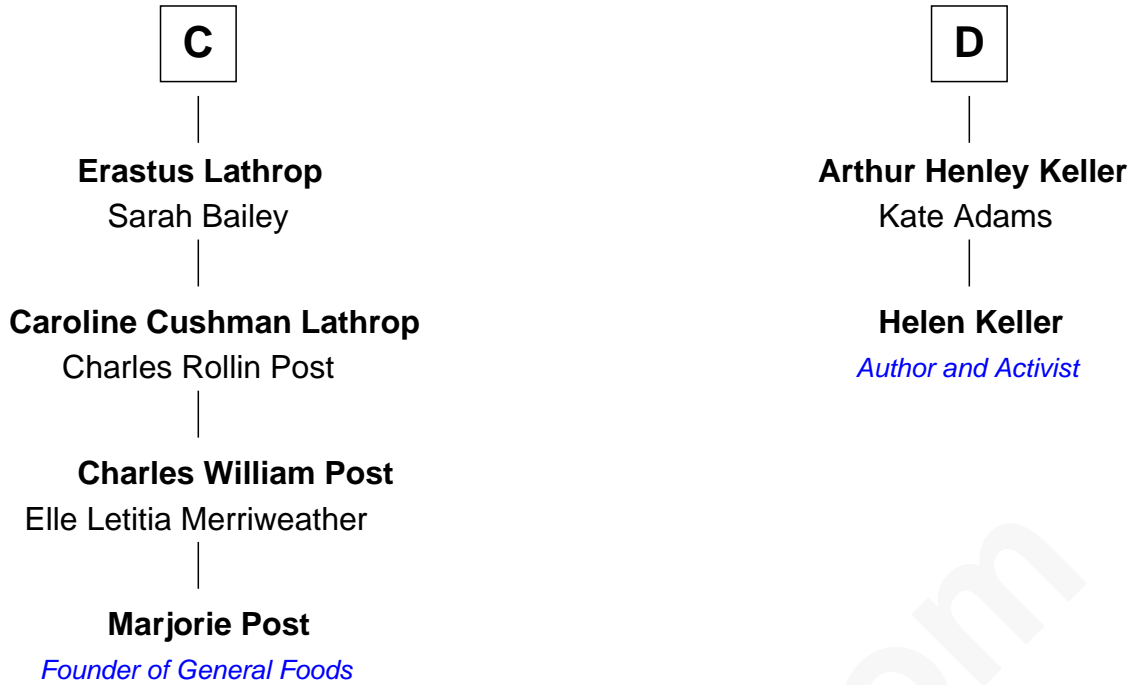 C
Erastus Lathrop
Sarah Bailey
Caroline Cushman Lathrop
Charles Rollin Post
Charles William Post
Elle Letitia Merriweather
Marjorie Post
Founder of General Foods
D
Arthur Henley Keller
Kate Adams
Helen Keller
Author and Activist
om